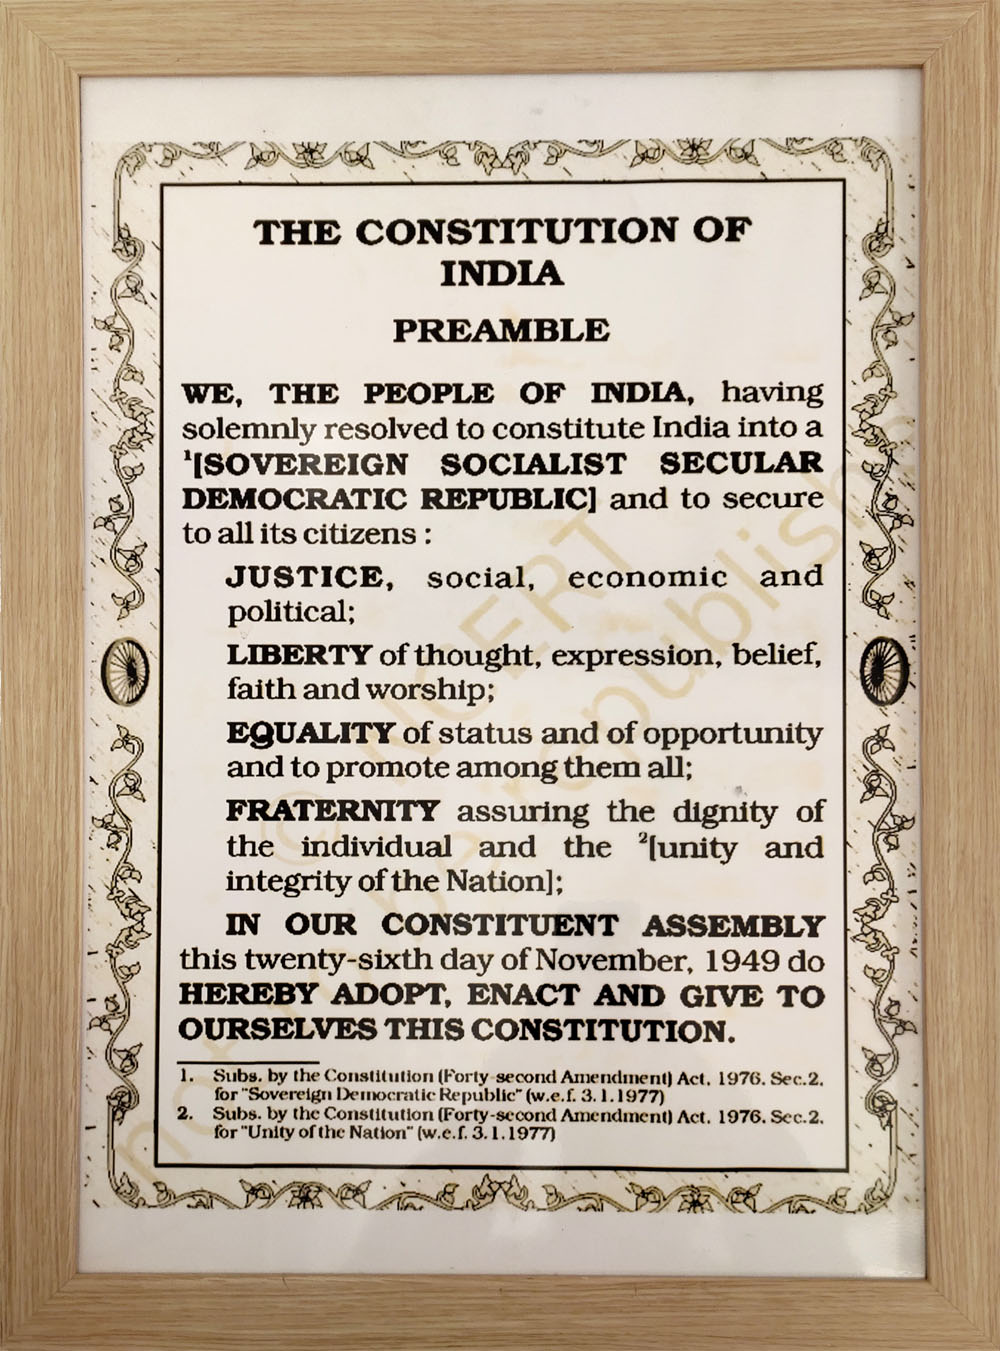 THE CONSTITUTION OF
INDIA
PREAMBLE
WE, THE PEOPLE OF INDIA, having
solemnly resolved to constitute India into a
¹[SOVEREIGN SOCIALIST SECULAR
DEMOCRATIC REPUBLIC] and to secure
to all its citizens :
JUSTICE, social, economic and
political;
LIBERTY of thought, expression, belief,
faith and worship;
EQUALITY of status and of opportunity
and to promote among them all;
FRATERNITY assuring the dignity of
the individual and the ²[unity and
integrity of the Nation];
IN OUR CONSTITUENT ASSEMBLY
this twenty-sixth day of November, 1949 do
HEREBY ADOPT, ENACT AND GIVE TO
OURSELVES THIS CONSTITUTION.
1. Subs. by the Constitution (Forty-second Amendment) Act, 1976, Sec.2,
for "Sovereign Democratic Republic" (w.e.f. 3.1.1977)
2. Subs. by the Constitution (Forty-second Amendment) Act, 1976, Sec.2,
for "Unity of the Nation" (w.e.f. 3.1.1977)
© NCERT
not be republished